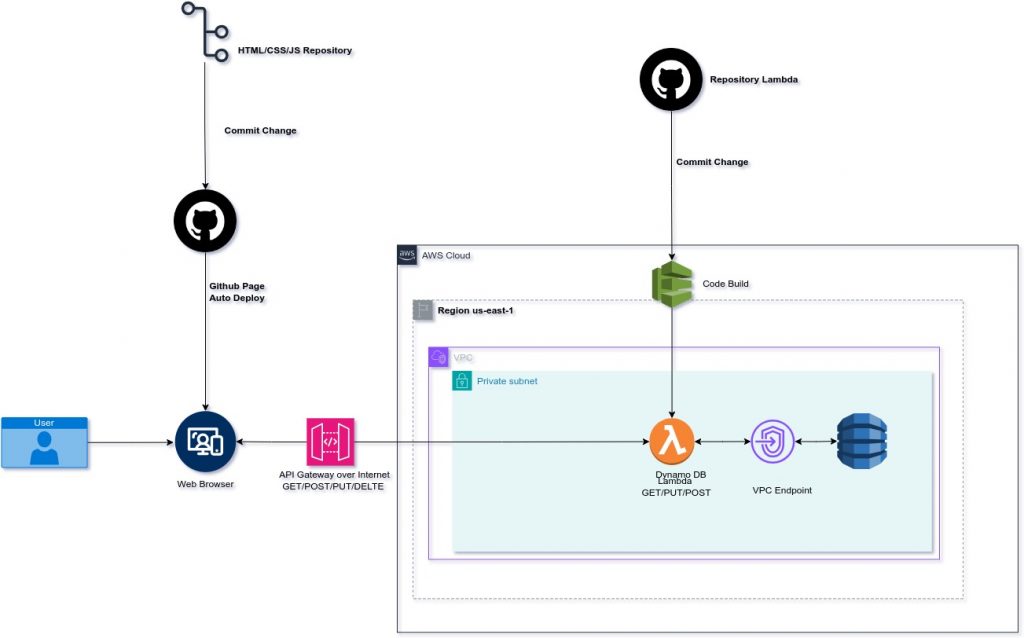 HTML/CSS/JS Repository
Repository Lambda
Commit Change
Commit Change
aws
AWS Cloud
Github Page
Auto Deploy
Code Build
Region us-east-1
VPC
Private subnet
User
Web Browser
API Gateway over Internet
GET/POST/PUT/DELTE
Dynamo DB
Lambda
GET/PUT/POST
VPC Endpoint